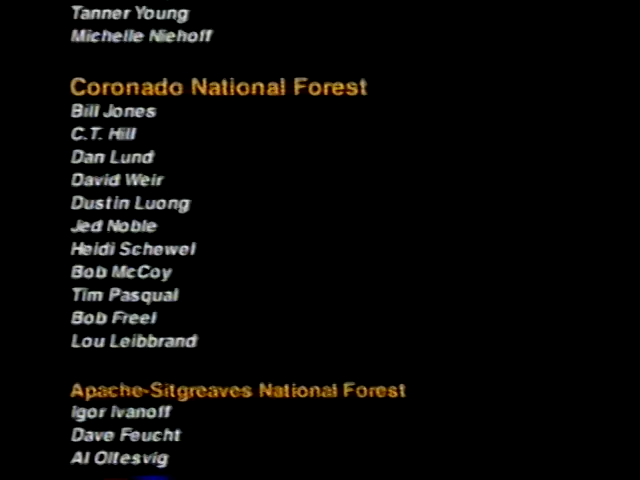 Tanner Young
Michelle Niehoff
Coronado National Forest
Bill Jones
C.T. Hill
Dan Lund
David Weir
Dustin Luong
Jed Noble
Heidi Schewel
Bob McCoy
Tim Pasqual
Bob Freel
Lou Leibbrand
Apache-Sitgreaves National Forest
Igor Ivanoff
Dave Feucht
Al Oltesvig